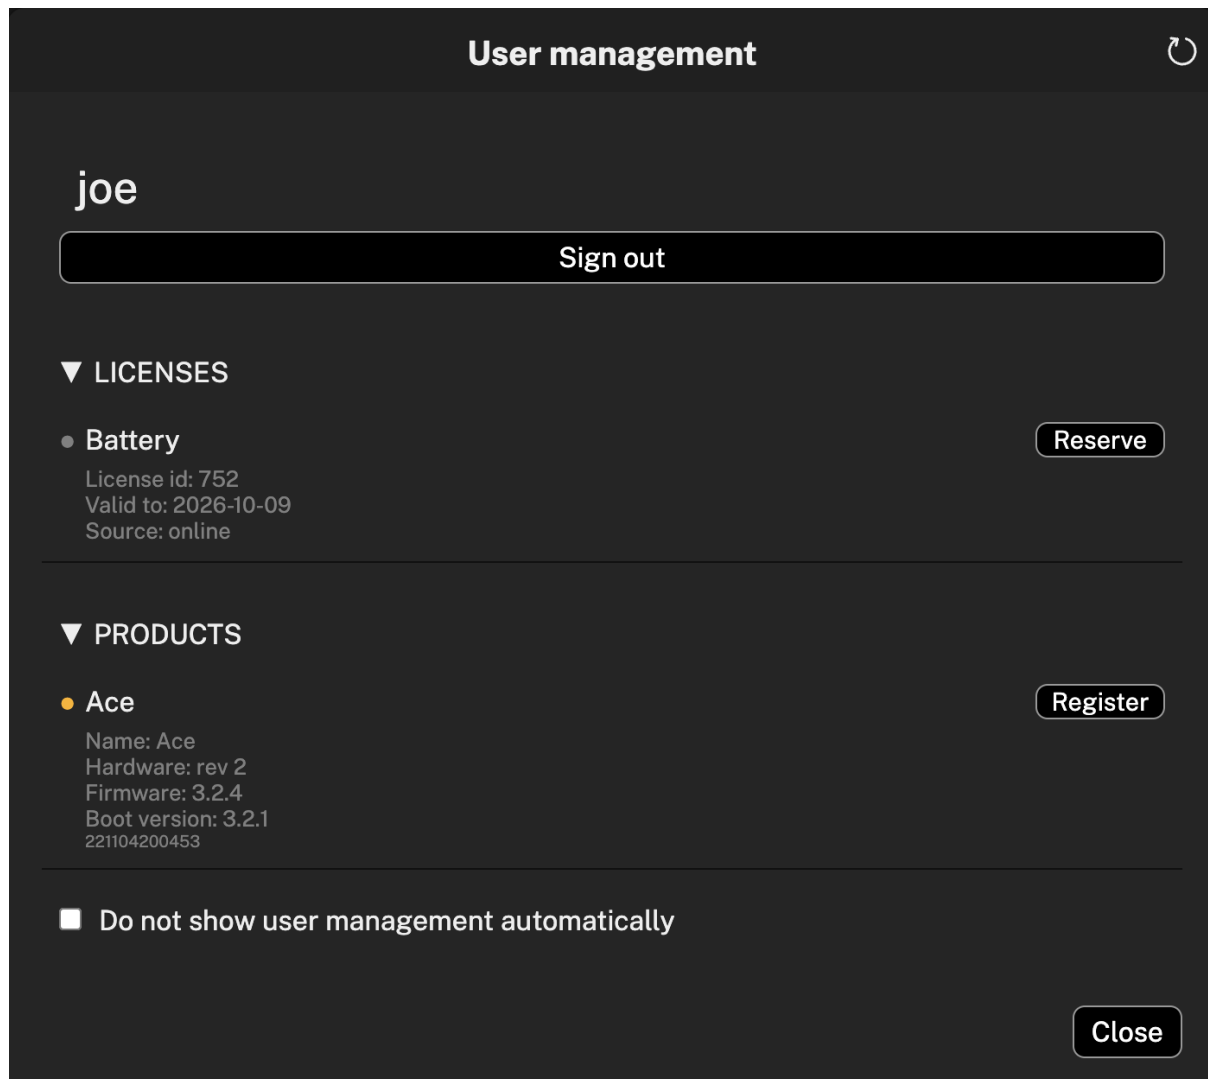 User management
joe
Sign out
▼ LICENSES
Battery
Reserve
License id: 752
Valid to: 2026-10-09
Source: online
▼ PRODUCTS
Ace
Register
Name: Ace
Hardware: rev 2
Firmware: 3.2.4
Boot version: 3.2.1
221104200453
Do not show user management automatically
Close